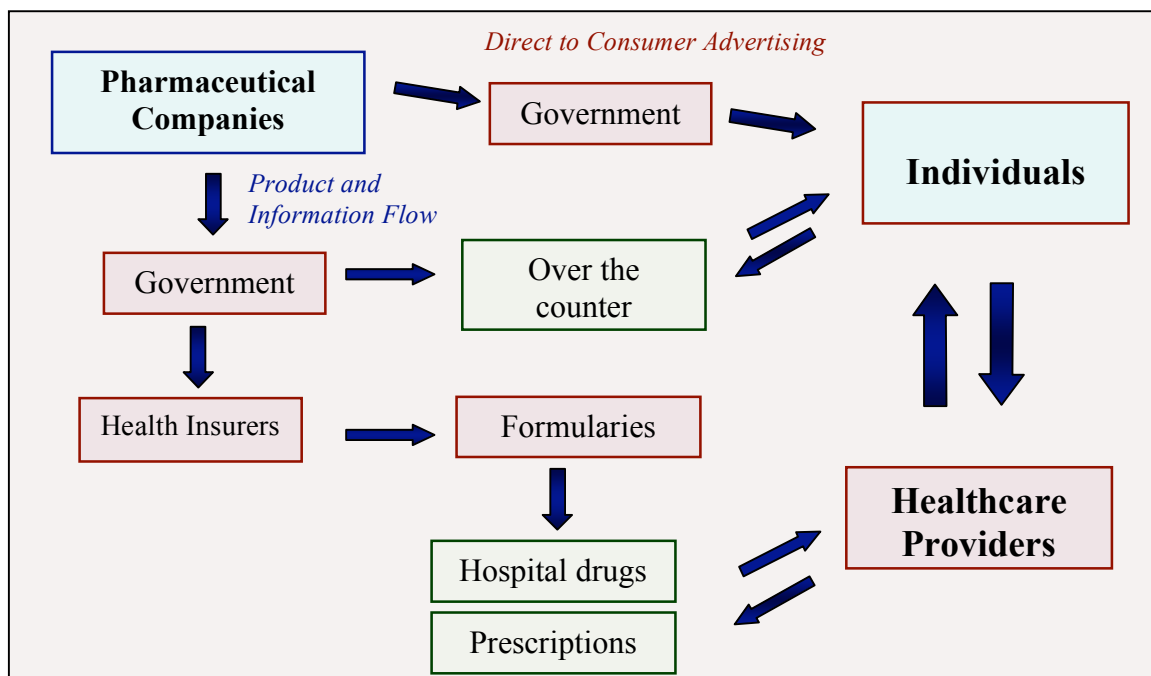 Direct to Consumer Advertising
Pharmaceutical
Companies
Government
Individuals
Product and
Information Flow
Government
Over the
counter
Health Insurers
Formularies
Healthcare
Providers
Hospital drugs
Prescriptions